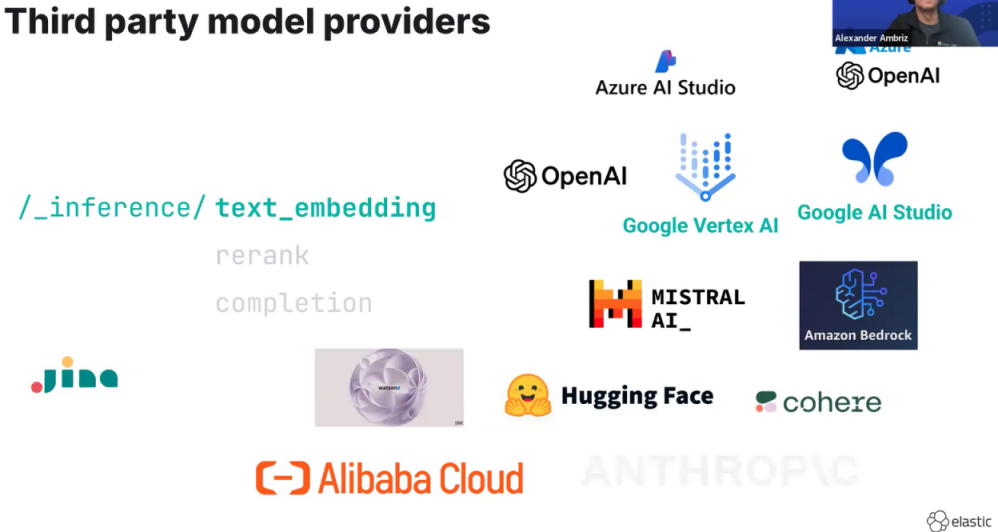 Third party model providers
Alexander Ambriz
Azure
OpenAI
Azure AI Studio
OpenAI
Google Vertex AI
Google AI Studio
/_inference/ text_embedding
rerank
completion
MISTRAL
AI_
Amazon Bedrock
Jina
watsonx
IBM
Hugging Face
cohere
Alibaba Cloud
ANTHROP\C
elastic